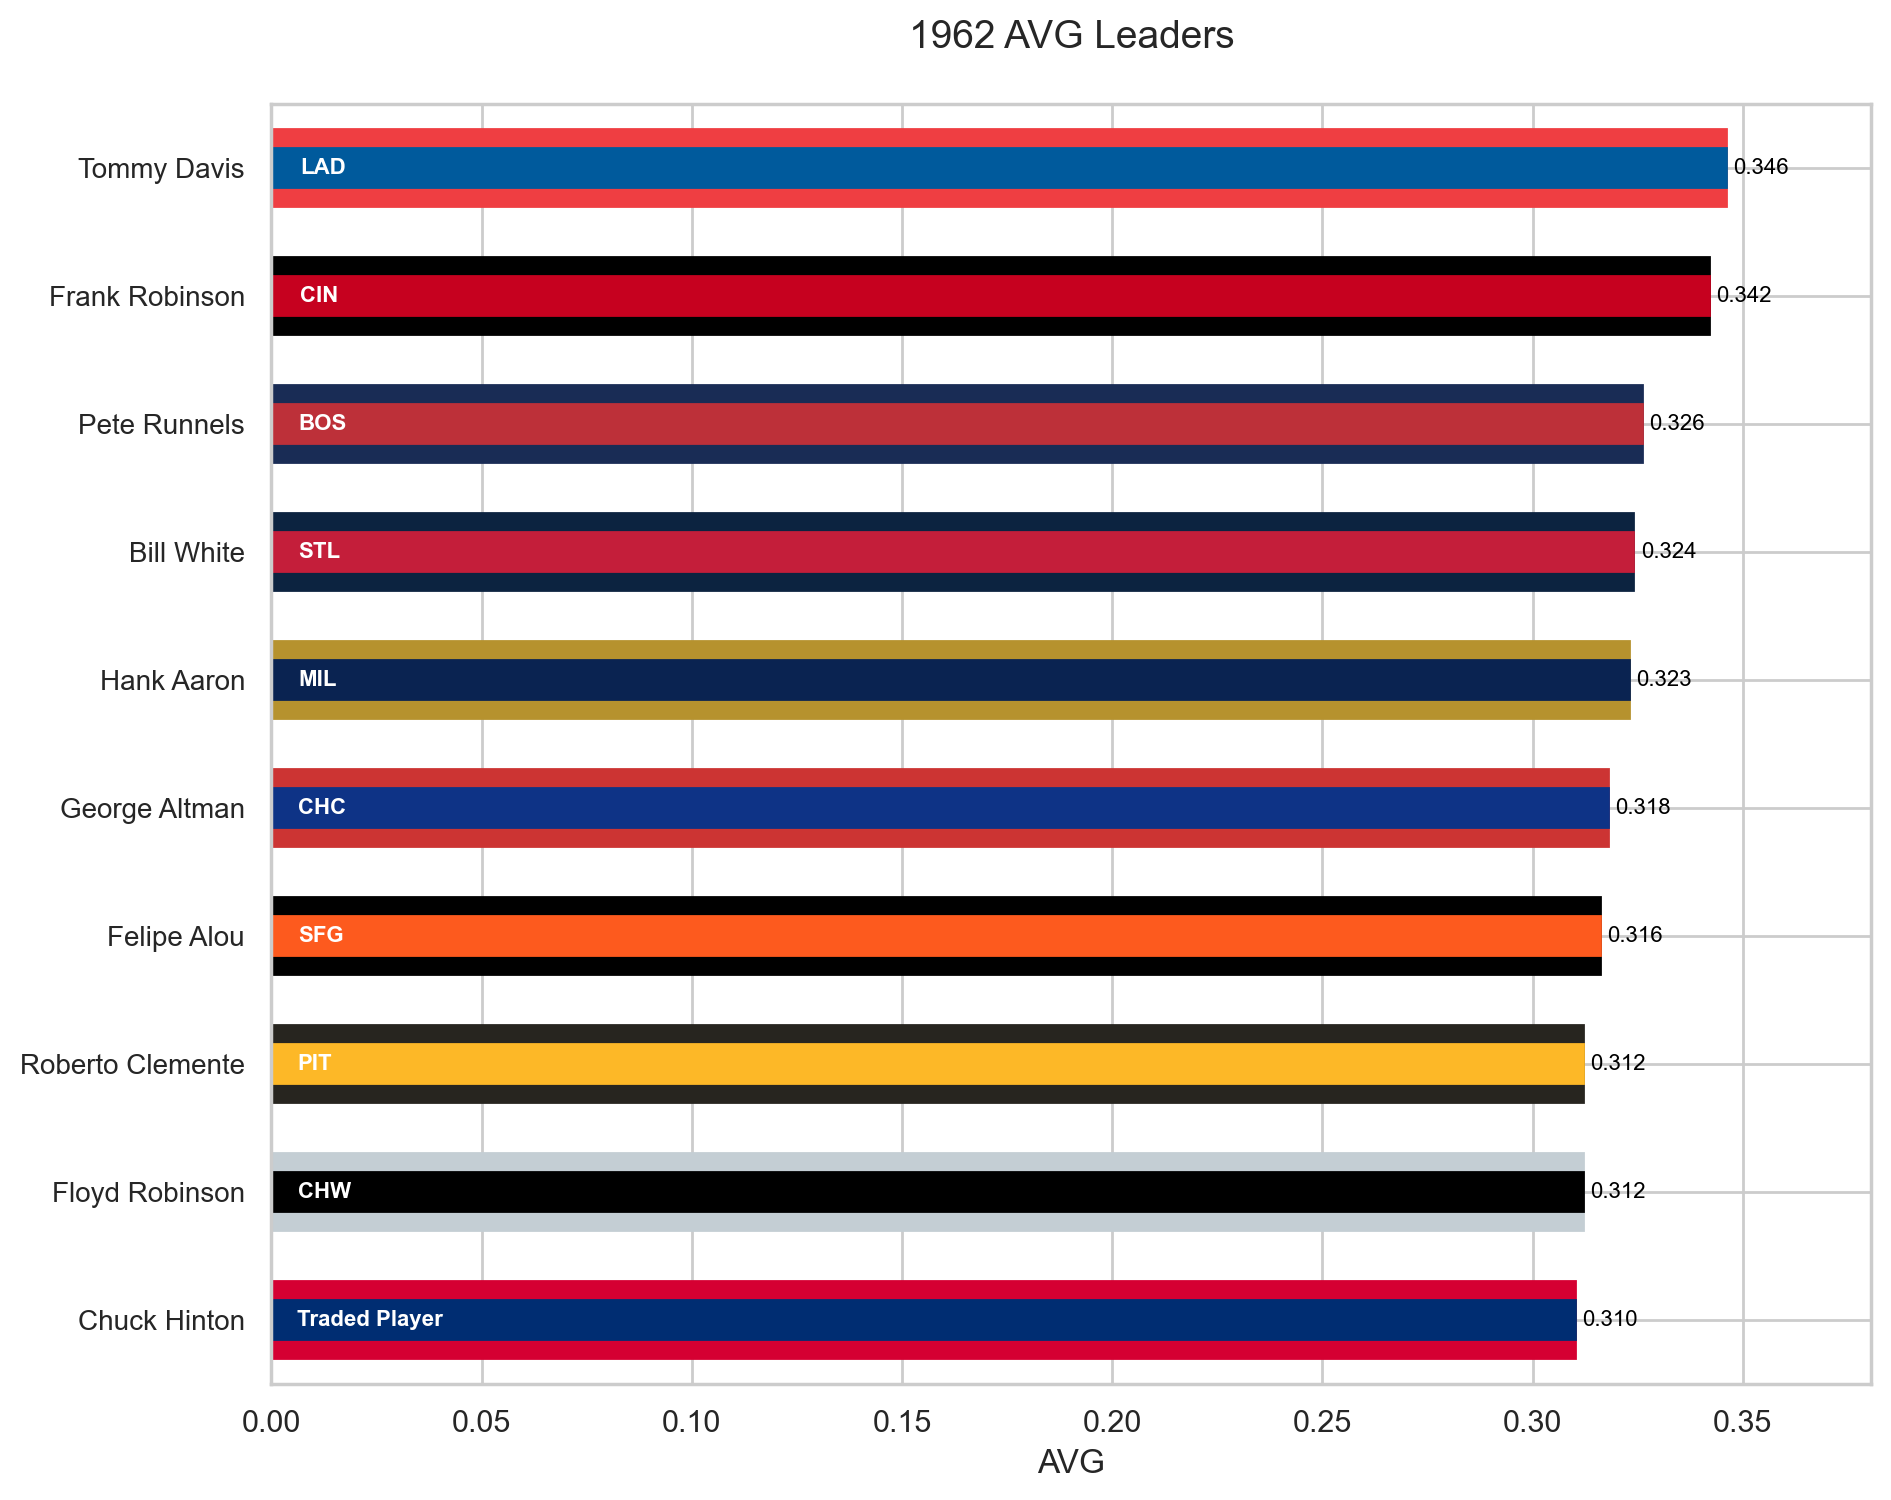 1962 AVG Leaders
Tommy Davis LAD 0.346
Frank Robinson CIN 0.342
Pete Runnels BOS 0.326
Bill White STL 0.324
Hank Aaron MIL 0.323
George Altman CHC 0.318
Felipe Alou SFG 0.316
Roberto Clemente PIT 0.312
Floyd Robinson CHW 0.312
Chuck Hinton Traded Player 0.310
0.00 0.05 0.10 0.15 0.20 0.25 0.30 0.35
AVG